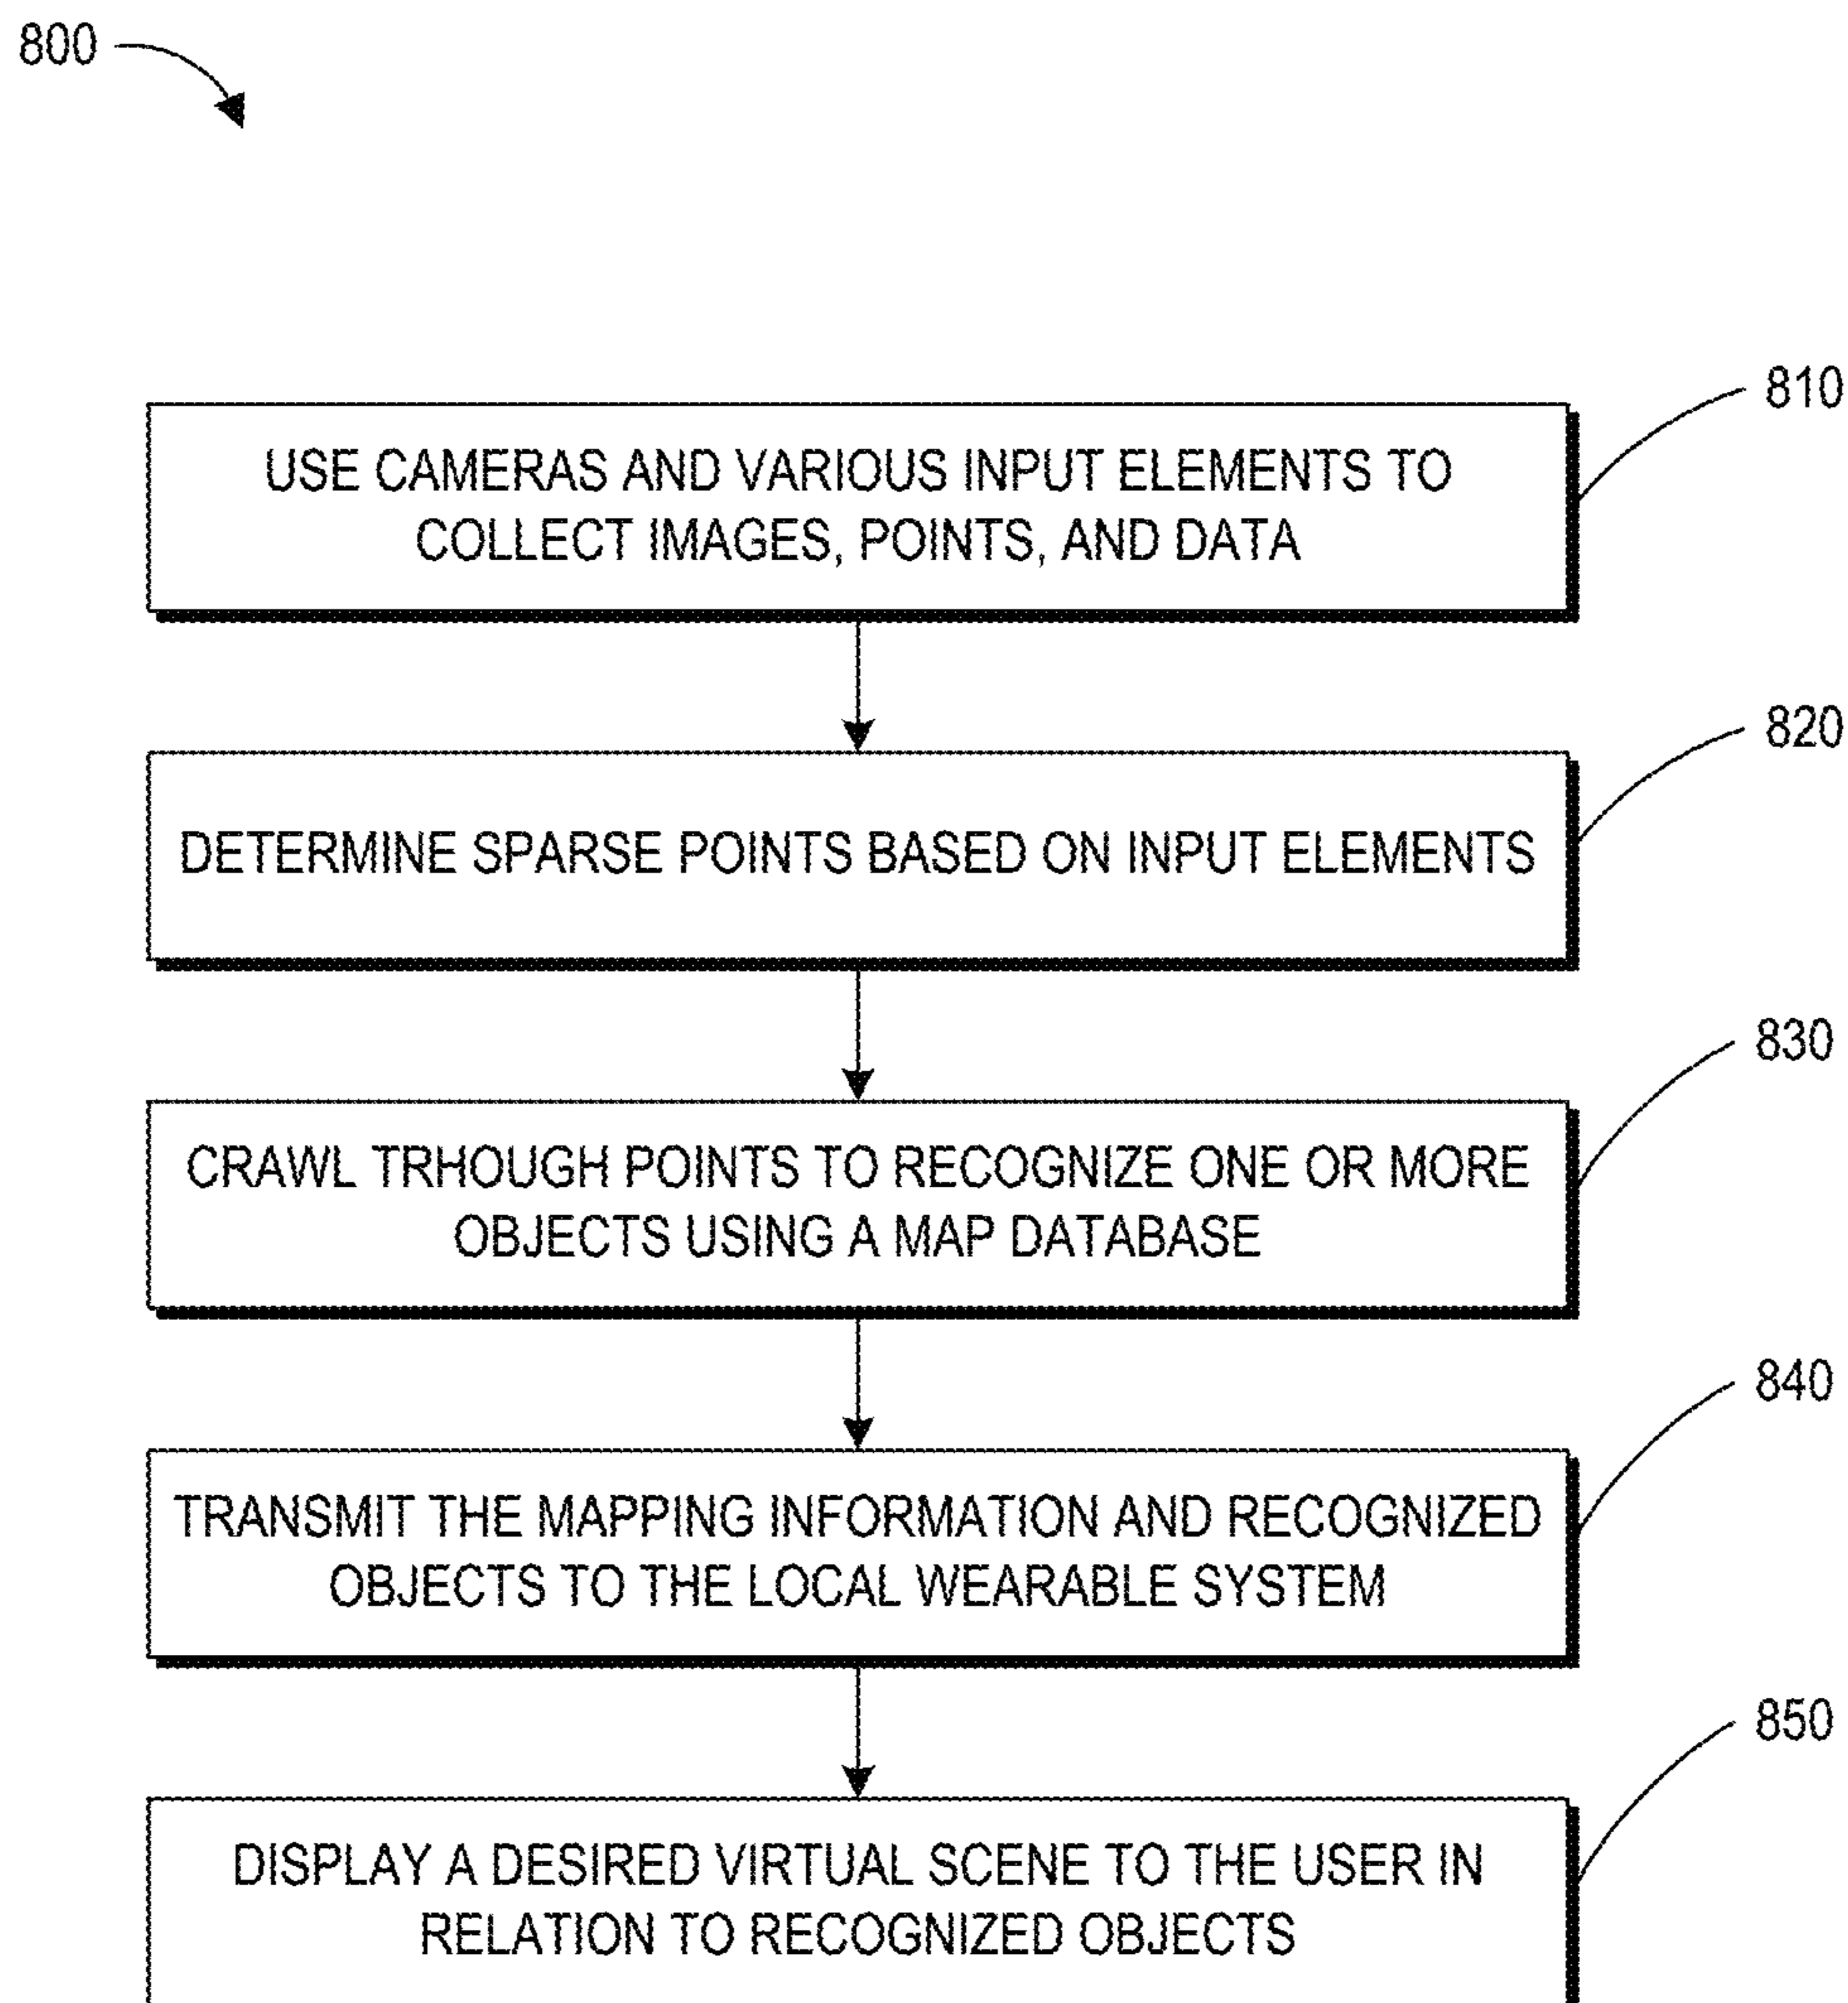 800
810
USE CAMERAS AND VARIOUS INPUT ELEMENTS TO
COLLECT IMAGES, POINTS, AND DATA
820
DETERMINE SPARSE POINTS BASED ON INPUT ELEMENTS
830
CRAWL TRHOUGH POINTS TO RECOGNIZE ONE OR MORE
OBJECTS USING A MAP DATABASE
840
TRANSMIT THE MAPPING INFORMATION AND RECOGNIZED
OBJECTS TO THE LOCAL WEARABLE SYSTEM
850
DISPLAY A DESIRED VIRTUAL SCENE TO THE USER IN
RELATION TO RECOGNIZED OBJECTS